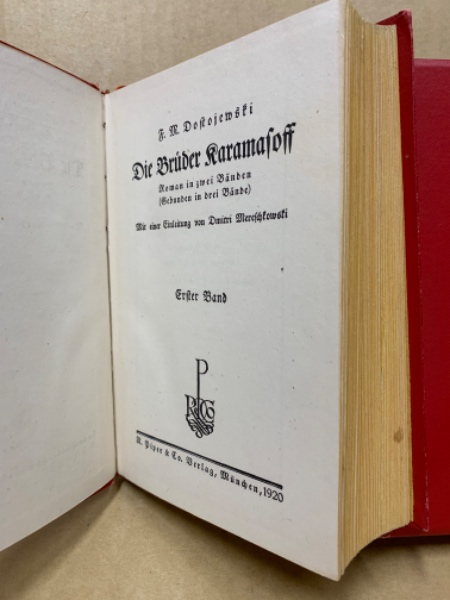 F. M. Dostojewski
Die Brüder Karamasoff
Roman in zwei Bänden
(Gebunden in drei Bände)
Mit einer Einleitung von Dmitri Mereschkowski
Erster Band
R P & Co
R. Piper & Co. Verlag, München, 1920